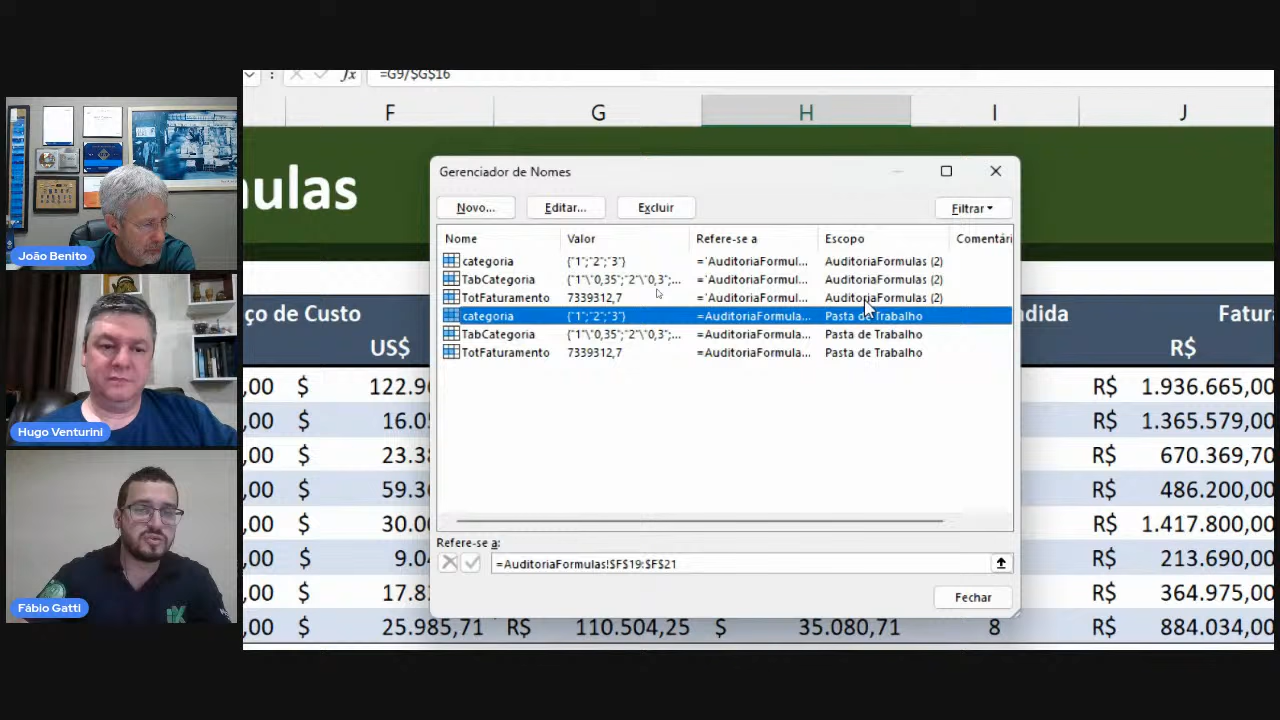 =G9/$G$16
F G H I J
nulas
Gerenciador de Nomes
Novo... Editar... Excluir Filtrar
Nome Valor Refere-se a Escopo Comentári
categoria {"1";"2";"3"} ='AuditoriaFormul... AuditoriaFormulas (2)
TabCategoria {"1"\"0,35";"2"\"0,3";... ='AuditoriaFormul... AuditoriaFormulas (2)
TotFaturamento 7339312,7 ='AuditoriaFormul... AuditoriaFormulas (2)
categoria {"1";"2";"3"} =AuditoriaFormula... Pasta de Trabalho
TabCategoria {"1"\"0,35";"2"\"0,3";... =AuditoriaFormula... Pasta de Trabalho
TotFaturamento 7339312,7 =AuditoriaFormula... Pasta de Trabalho
Refere-se a:
=AuditoriaFormulas!$F$19:$F$21
Fechar
ço de Custo dida Fatura
US$ R$
,00 $ 122.9 R$ 1.936.665,00
,00 $ 16.0 R$ 1.365.579,00
,00 $ 23.3 R$ 670.369,70
,00 $ 59.3 R$ 486.200,00
,00 $ 30.0 R$ 1.417.800,00
,00 $ 9.0 R$ 213.690,00
,00 $ 17.8 R$ 364.975,00
,00 $ 25.985,71 R$ 110.504,25 $ 35.080,71 8 R$ 884.034,00
João Benito
Hugo Venturini
Fábio Gatti